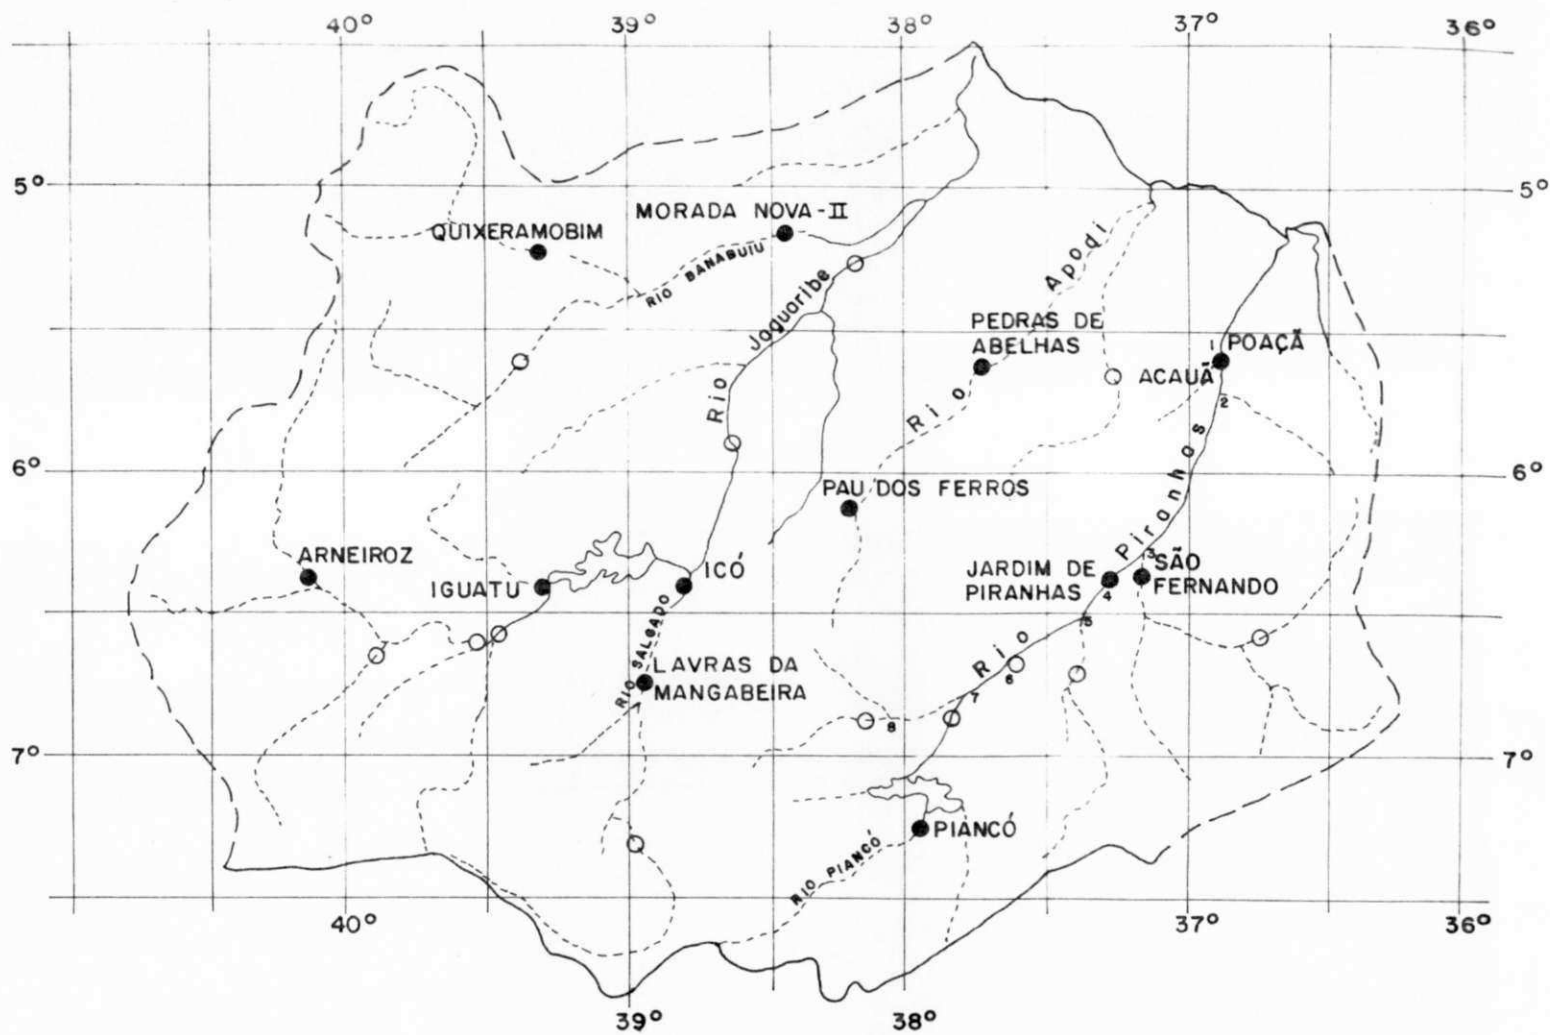 40° 39° 38° 37° 36°
5° 5°
MORADA NOVA-II
QUIXERAMOBIM
RIO BANABUIU
Apodi
Jaguaribe
PEDRAS DE
ABELHAS
1 POAÇÃ
ACAUÃ
2
Rio
Rio
6° 6°
PAU DOS FERROS
Piranhas
ARNEIROZ
ICÓ
3 SÃO
FERNANDO
JARDIM DE
PIRANHAS
4
IGUATU
5
RIO SALGADO
Rio
LAVRAS DA
MANGABEIRA
6
7
8
7° 7°
PIANCÓ
RIO PIANCÓ
40° 39° 38° 37° 36°